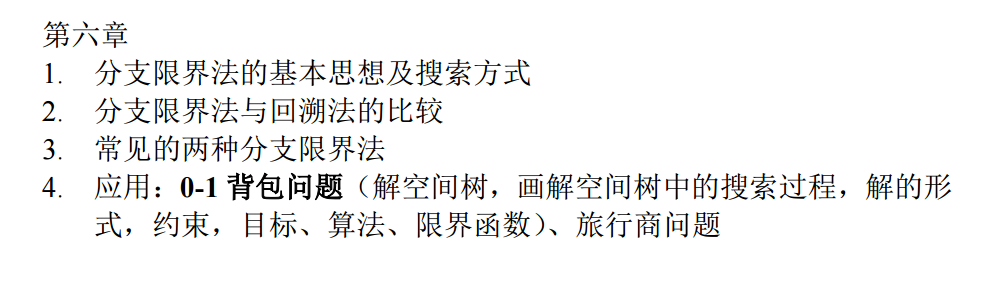 第六章
1. 分支限界法的基本思想及搜索方式
2. 分支限界法与回溯法的比较
3. 常见的两种分支限界法
4. 应用：0-1 背包问题（解空间树，画解空间树中的搜索过程，解的形
式，约束，目标、算法、限界函数）、旅行商问题